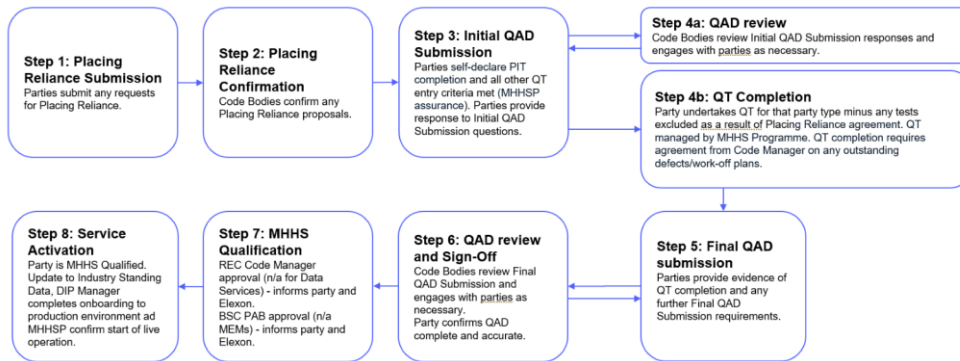 Step 1: Placing
Reliance Submission
Parties submit any requests
for Placing Reliance.
Step 2: Placing
Reliance
Confirmation
Code Bodies confirm any
Placing Reliance proposals.
Step 3: Initial QAD
Submission
Parties self-declare PIT
completion and all other QT
entry criteria met (MHHSP
assurance). Parties provide
response to Initial QAD
Submission questions.
Step 4a: QAD review
Code Bodies review Initial QAD Submission responses and
engages with parties as necessary.
Step 4b: QT Completion
Party undertakes QT for that party type minus any tests
excluded as a result of Placing Reliance agreement. QT
managed by MHHS Programme. QT completion requires
agreement from Code Manager on any outstanding
defects/work-off plans.
Step 5: Final QAD
submission
Parties provide evidence of
QT completion and any
further Final QAD
Submission requirements.
Step 6: QAD review
and Sign-Off
Code Bodies review Final
QAD Submission and
engages with parties as
necessary.
Party confirms QAD
complete and accurate.
Step 7: MHHS
Qualification
REC Code Manager
approval (n/a for Data
Services) - informs party and
Elexon.
BSC PAB approval (n/a
MEMs) - informs party and
Elexon.
Step 8: Service
Activation
Party is MHHS Qualified.
Update to Industry Standing
Data, DIP Manager
completes onboarding to
production environment ad
MHHSP confirm start of live
operation.